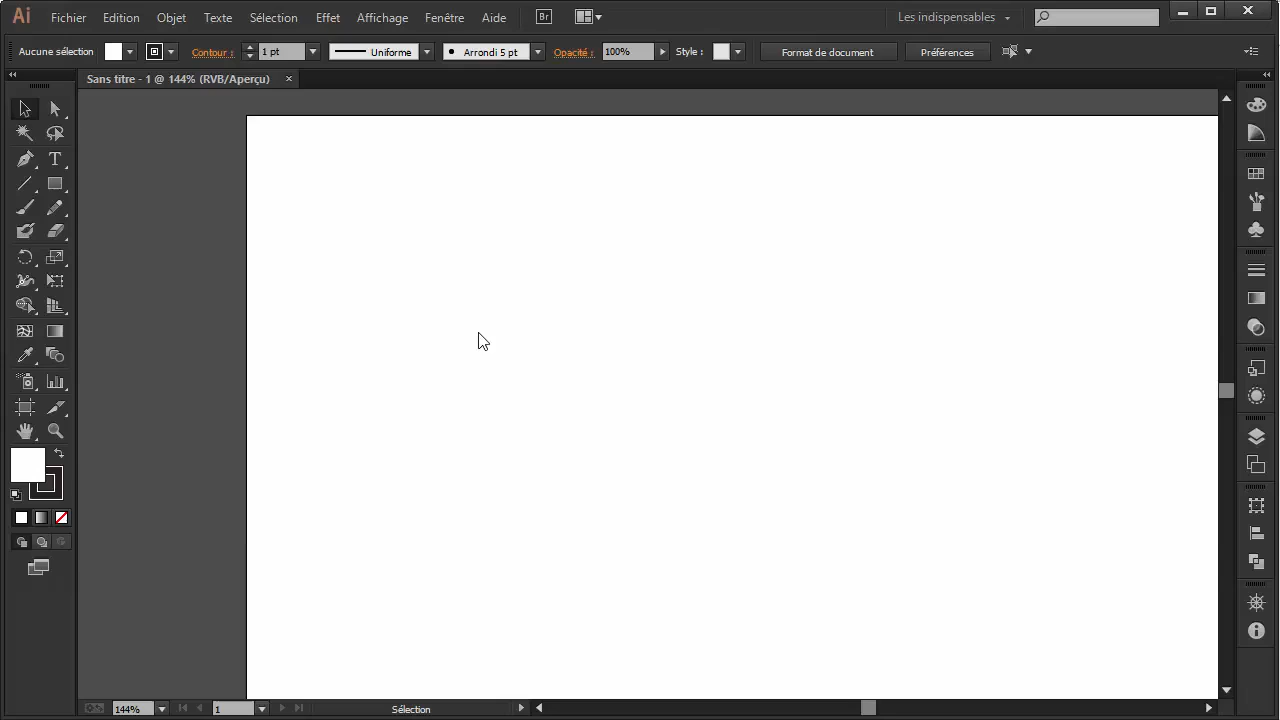 Ai Fichier Edition Objet Texte Sélection Effet Affichage Fenêtre Aide Br Les indispensables
Aucune sélection Contour : 1 pt Uniforme Arrondi 5 pt Opacité : 100% Style : Format de document Préférences
Sans titre - 1 @ 144% (RVB/Aperçu)
T
144% 1 Sélection